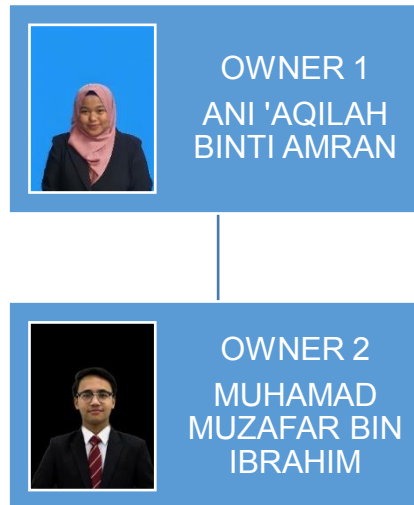 OWNER 1
ANI 'AQILAH
BINTI AMRAN
OWNER 2
MUHAMAD
MUZAFAR BIN
IBRAHIM